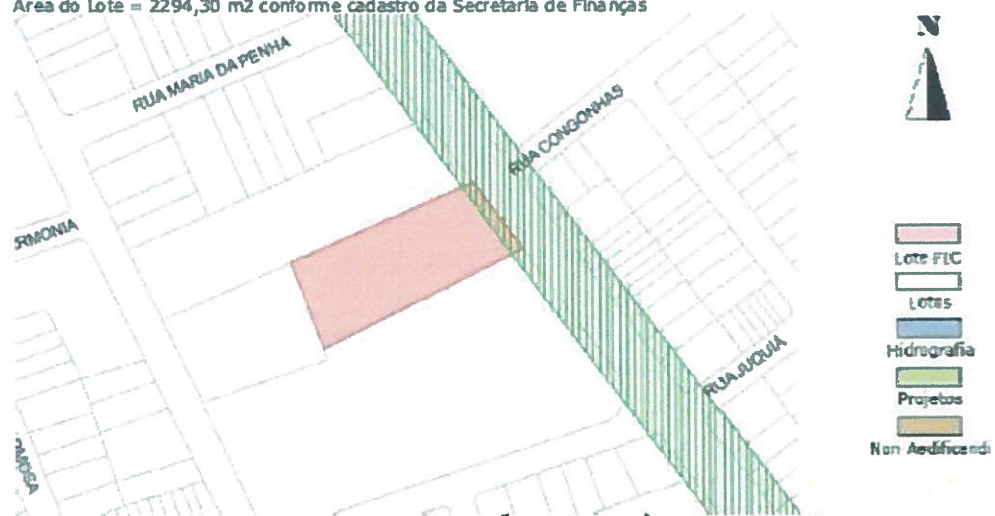 Área do Lote = 2294,30 m2 conforme cadastro da Secretaria de Finanças
N
RUA MARIA DA PENHA
RUA CONGONHAS
RMONIA
RUA JUQUIA
MOSA
Lote FIC
Lotes
Hidrografia
Projetos
Non Aedificandi